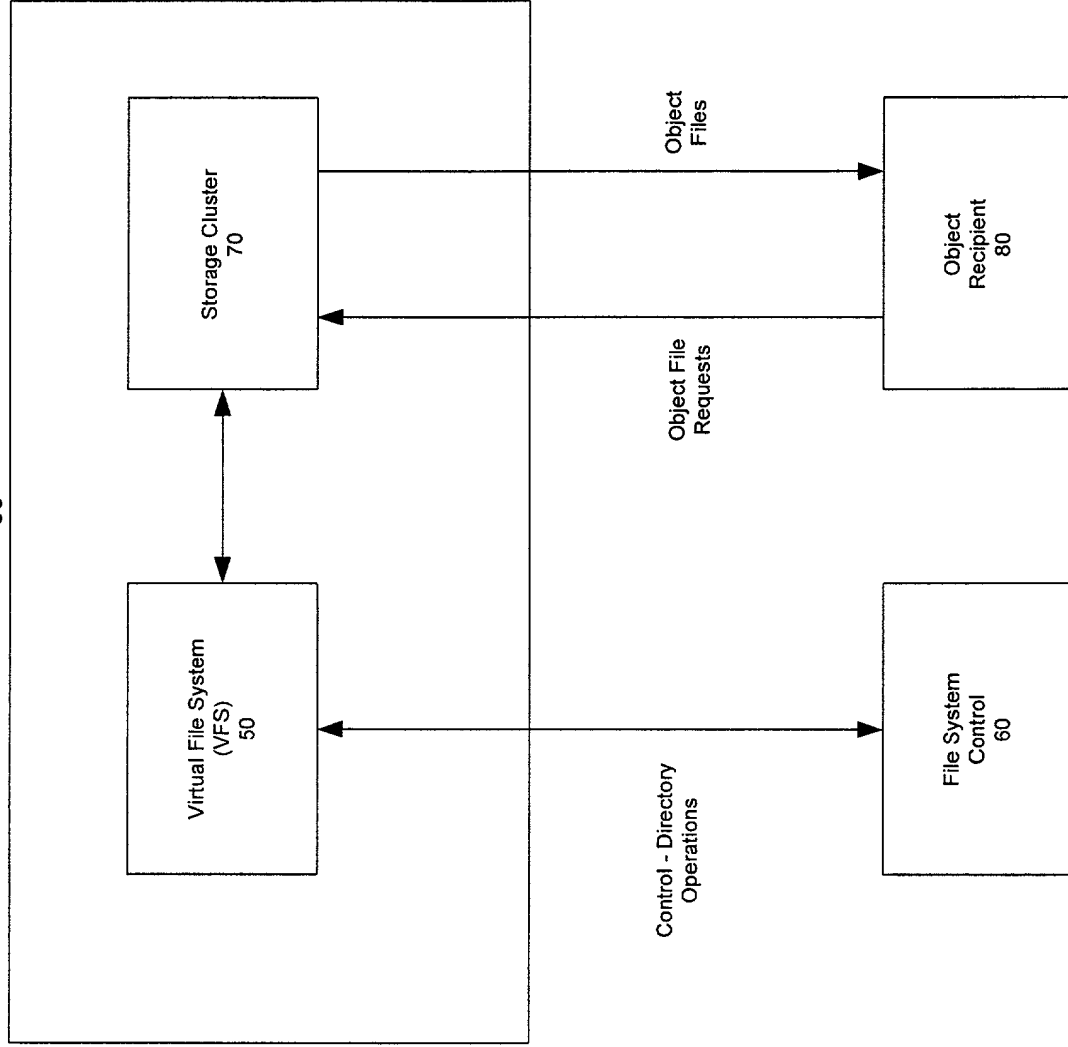 Virtual File System
(VFS)
50
Storage Cluster
70
Control - Directory
Operations
Object File
Requests
Object
Files
File System
Control
60
Object
Recipient
80